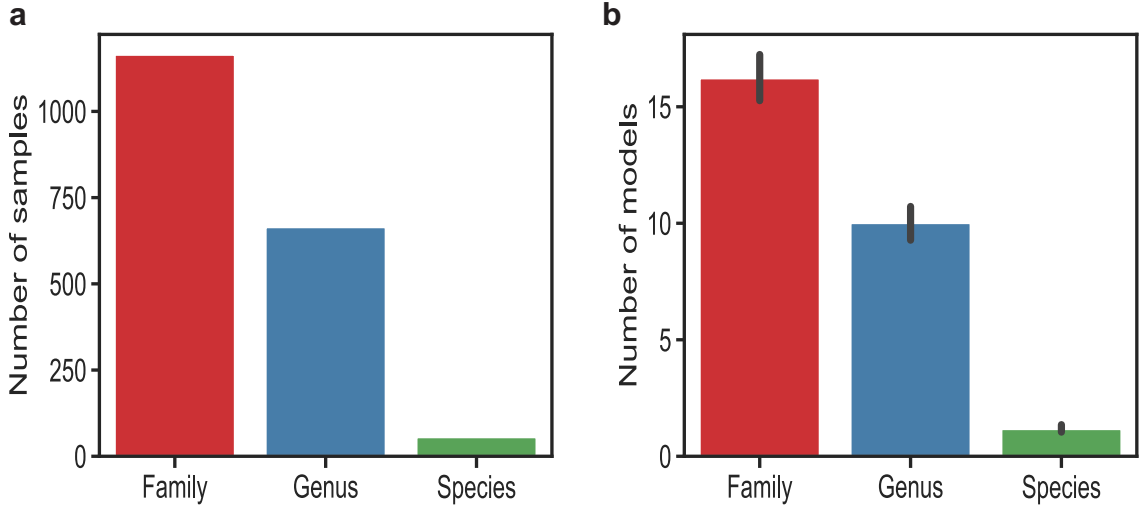 a
Number of samples
1000
750
500
250
0
Family Genus Species
b
Number of models
15
10
5
0
Family Genus Species